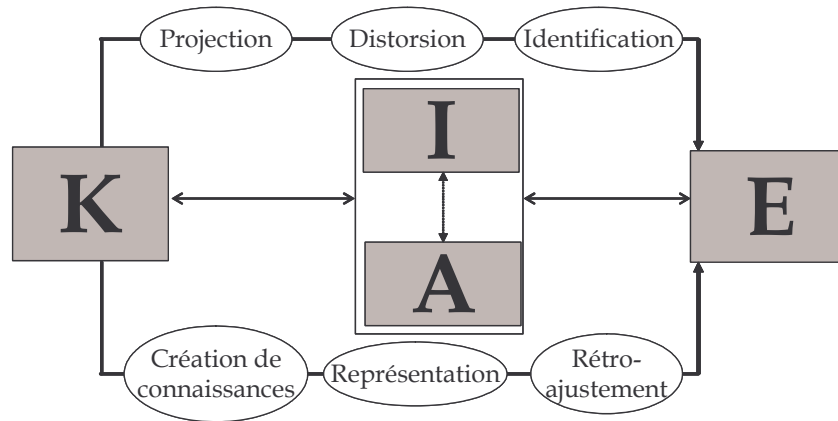 Projection
Distorsion
Identification
I
K
E
A
Création de
connaissances
Représentation
Rétro-
ajustement